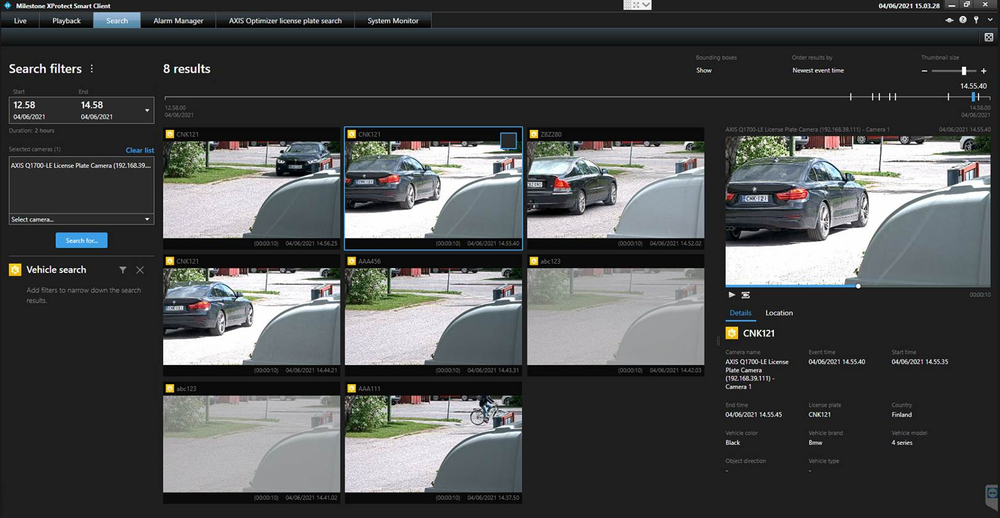 Milestone XProtect Smart Client
04/06/2021 15.03.28
Live
Playback
Search
Alarm Manager
AXIS Optimizer license plate search
System Monitor
Search filters
8 results
Bounding boxes
Show
Order results by
Newest event time
Thumbnail size
Start
End
12.58
04/06/2021
14.58
04/06/2021
Duration: 2 hours
14.55.40
12.58.00
04/06/2021
14.58.00
04/06/2021
Selected cameras (1)
Clear list
AXIS Q1700-LE License Plate Camera (192.168.39....
Select camera...
Search for...
Vehicle search
Add filters to narrow down the search
results.
CNK121
(00:00:10) 04/06/2021 14.56.25
CNK121
CNK-121
(00:00:10) 04/06/2021 14.55.40
ZBZ280
ZBZ-280
(00:00:10) 04/06/2021 14.52.02
CNK121
CNK-121
(00:00:10) 04/06/2021 14.44.21
AAA456
(00:00:10) 04/06/2021 14.43.31
abc123
(00:00:10) 04/06/2021 14.42.03
abc123
(00:00:10) 04/06/2021 14.41.02
AAA111
(00:00:10) 04/06/2021 14.37.50
AXIS Q1700-LE License Plate Camera (192.168.39.111) - Camera 1
04/06/2021 14.55.40
CNK-121
00:00:10
Details
Location
CNK121
Camera name
AXIS Q1700-LE License
Plate Camera
(192.168.39.111) -
Camera 1
Event time
04/06/2021 14.55.40
Start time
04/06/2021 14.55.35
End time
04/06/2021 14.55.45
License plate
CNK121
Country
Finland
Vehicle color
Black
Vehicle brand
Bmw
Vehicle model
4 series
Object direction
-
Vehicle type
-